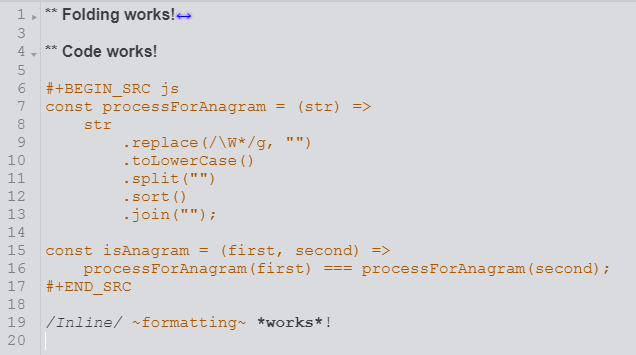 1 ** Folding works!↔
3
4 ** Code works!
5
6 #+BEGIN_SRC js
7 const processForAnagram = (str) =>
8     str
9         .replace(/\W*/g, "")
10         .toLowerCase()
11         .split("")
12         .sort()
13         .join("");
14
15 const isAnagram = (first, second) =>
16     processForAnagram(first) === processForAnagram(second);
17 #+END_SRC
18
19 /Inline/ ~formatting~ *works*!
20